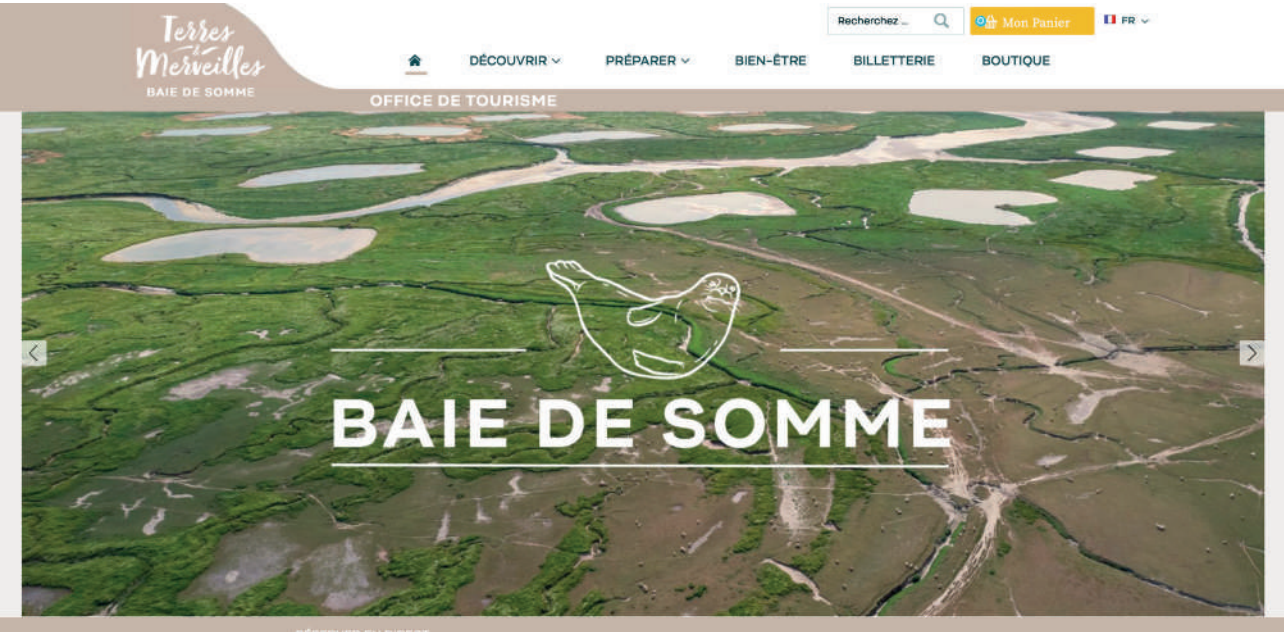 Terres
&
Merveilles
BAIE DE SOMME
Recherchez ...
Mon Panier
FR
DÉCOUVRIR
PRÉPARER
BIEN-ÊTRE
BILLETTERIE
BOUTIQUE
OFFICE DE TOURISME
BAIE DE SOMME